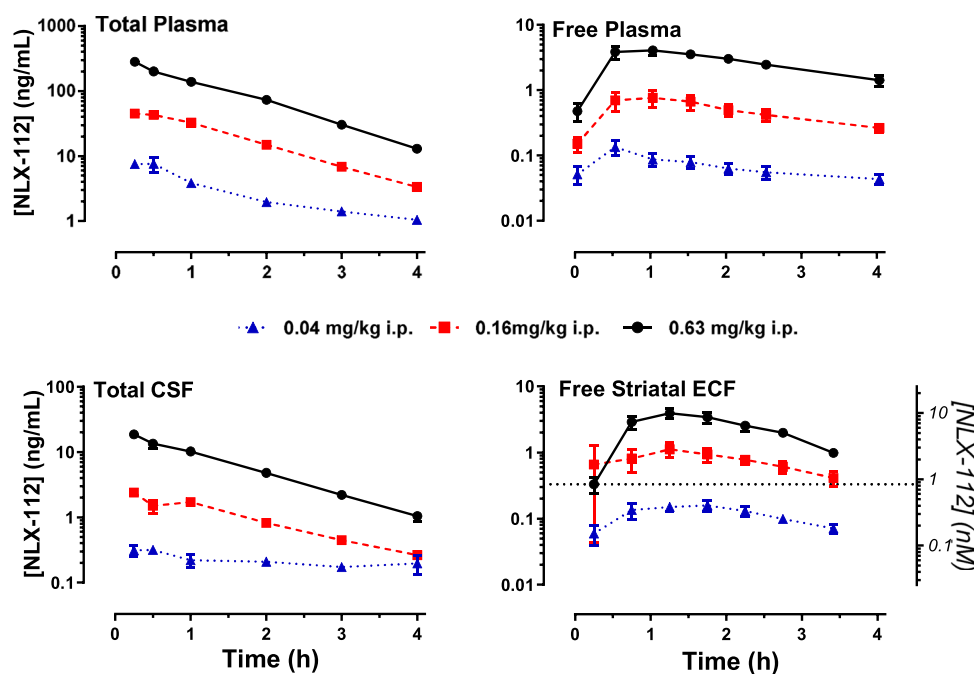 Total Plasma
[NLX-112] (ng/mL)
1000
100
10
1
0 1 2 3 4
Free Plasma
10
1
0.1
0.01
0 1 2 3 4
0.04 mg/kg i.p. 0.16mg/kg i.p. 0.63 mg/kg i.p.
Total CSF
[NLX-112] (ng/mL)
100
10
1
0.1
0 1 2 3 4
Time (h)
Free Striatal ECF
10
1
0.1
0.01
0 1 2 3 4
Time (h)
10
1
0.1
[NLX-112] (nM)